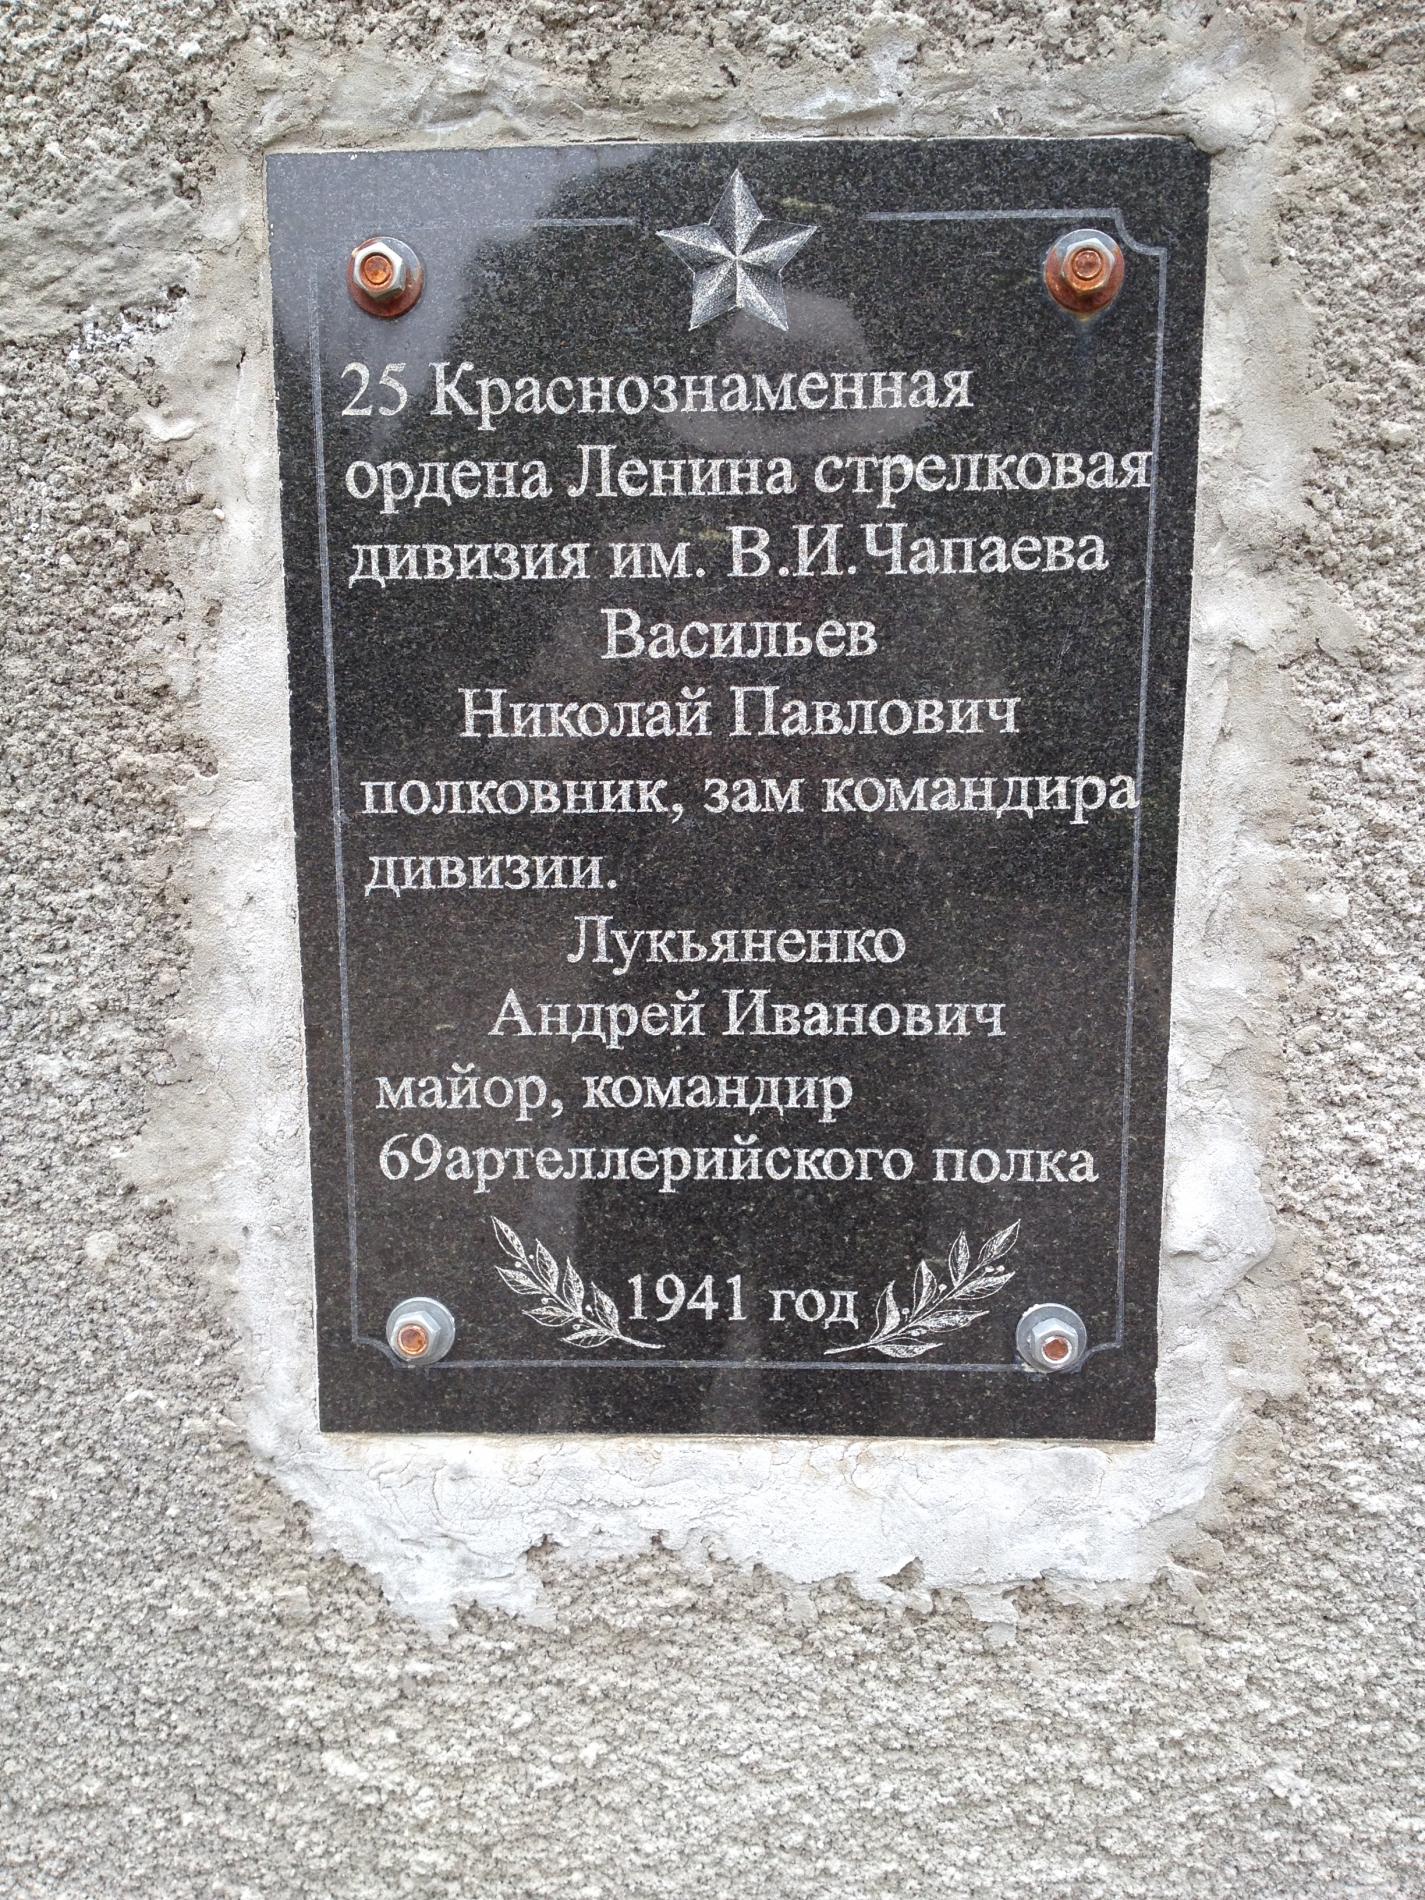 25 Краснознаменная
ордена Ленина стрелковая
дивизия им. В.И.Чапаева
Васильев
Николай Павлович
полковник, зам командира
дивизии.
Лукьяненко
Андрей Иванович
майор, командир
69артеллерийского полка
1941 год